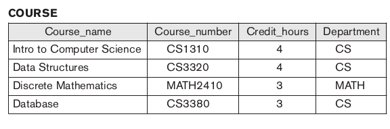 COURSE
Course_name Course_number Credit_hours Department
Intro to Computer Science CS1310 4 CS
Data Structures CS3320 4 CS
Discrete Mathematics MATH2410 3 MATH
Database CS3380 3 CS